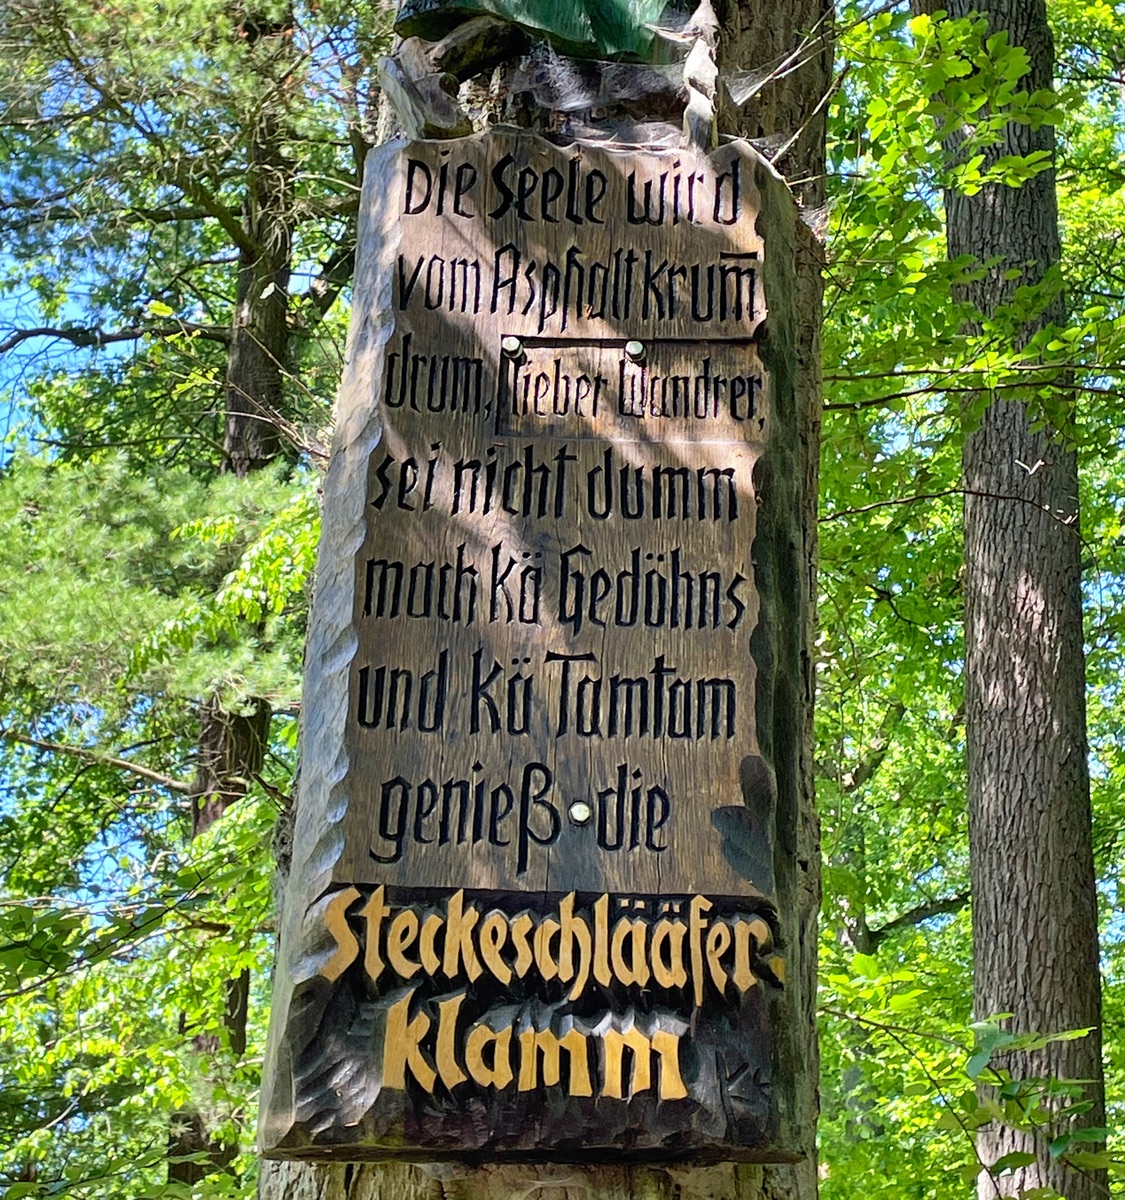 Die Seele wird
vom Asphalt krum̅
drum, lieber Wandrer,
sei nicht dumm
mach kä Gedöhns
und kä Tamtam
genieß die
Steckeschlääfer-
klamm